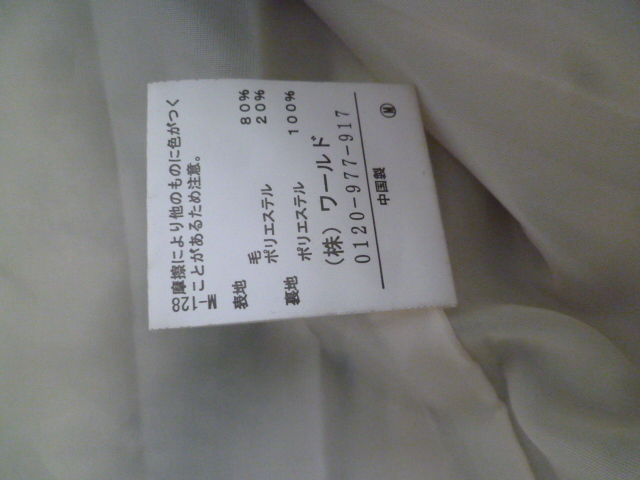 摩擦により他のものに色がつく
ことがあるため注意。
表地 毛 80%
ポリエステル 20%
裏地 ポリエステル 100%
(株)ワールド
0120-977-917
中国製
M